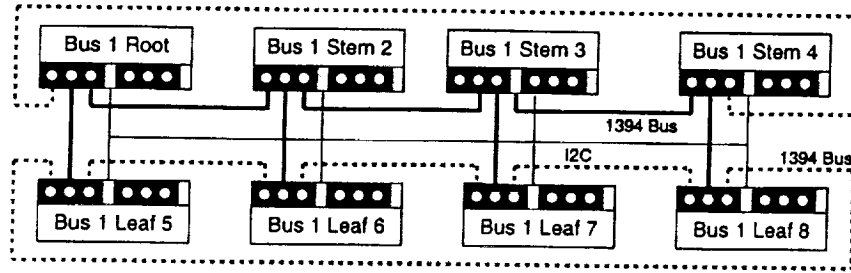 Bus 1 Root
Bus 1 Stem 2
Bus 1 Stem 3
Bus 1 Stem 4
1394 Bus
I2C
1394 Bus
Bus 1 Leaf 5
Bus 1 Leaf 6
Bus 1 Leaf 7
Bus 1 Leaf 8